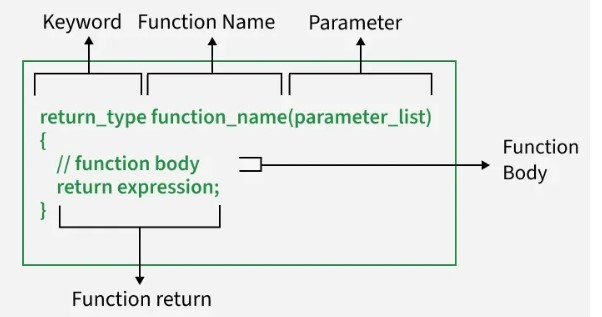 Keyword Function Name Parameter
return_type function_name(parameter_list)
{
// function body
return expression;
}
Function
Body
Function return